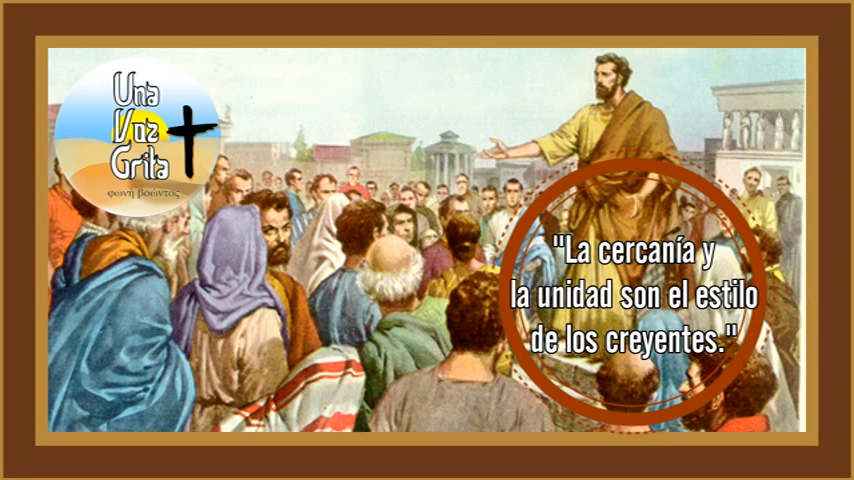 Una
Voz
Grita
φωνὴ βοῶντος
"La cercanía y
la unidad son el estilo
de los creyentes."